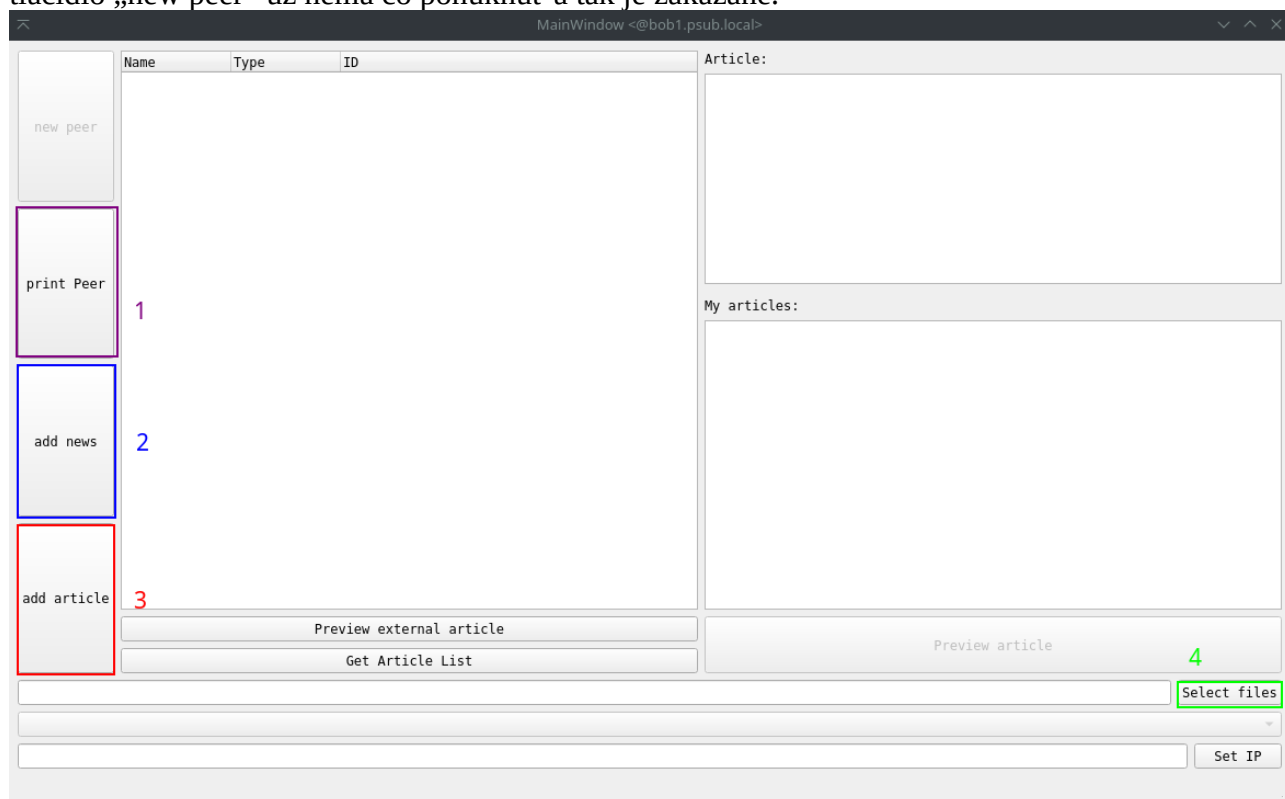 tlačidlo „new peer“ už nemá čo ponúknuť a tak je zakázané.
MainWindow <@bob1.psub.local>
Name Type ID
Article:
new peer
print Peer
1
My articles:
add news
2
add article
3
Preview external article
Get Article List
Preview article
4
Select files
Set IP